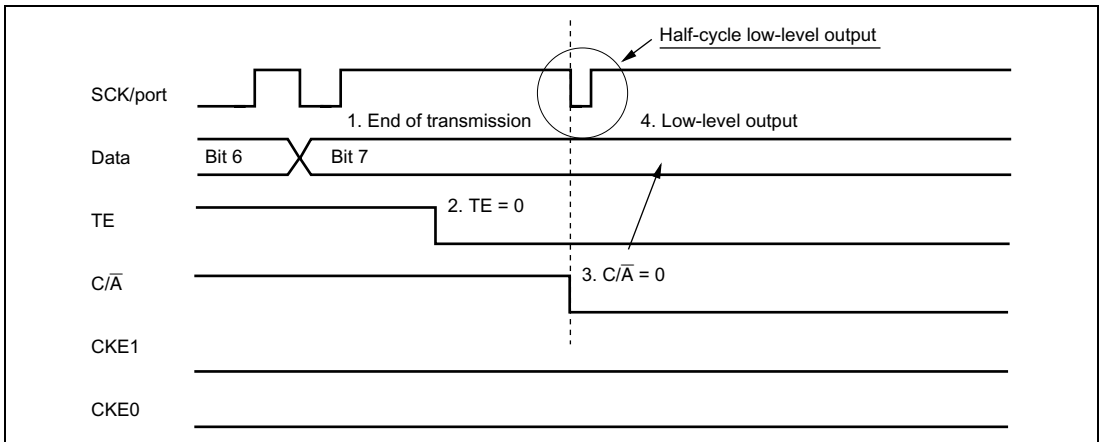 Half-cycle low-level output
SCK/port
1. End of transmission
4. Low-level output
Data
Bit 6
Bit 7
TE
2. TE = 0
C/A̅
3. C/A̅ = 0
CKE1
CKE0